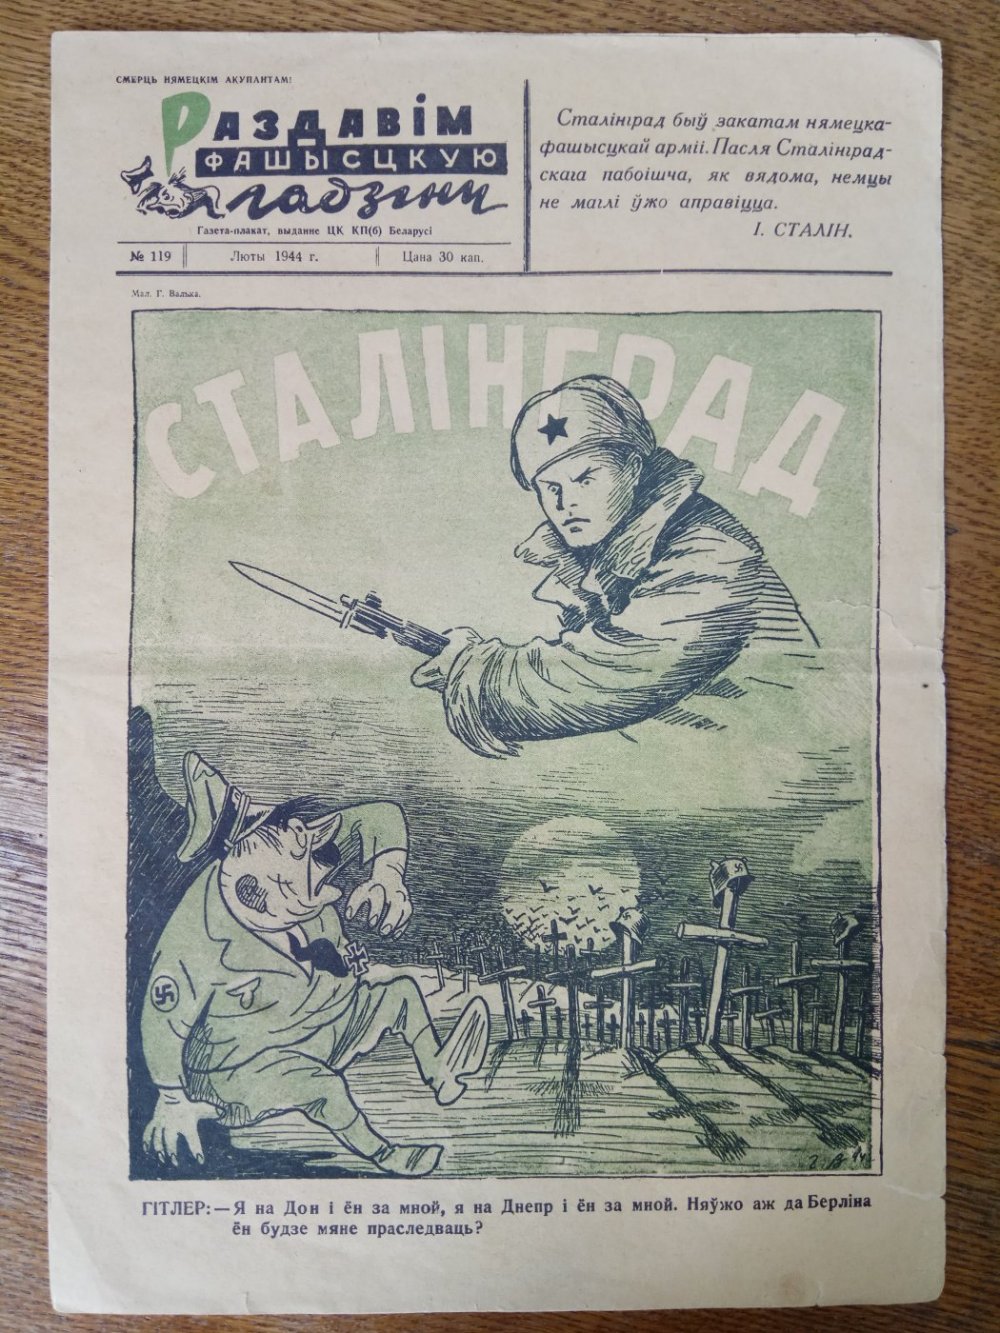 СМЕРЦЬ НЯМЕЦКІМ АКУПАНТАМ!
Раздавім
фашысцкую
гадзіну
Газета-плакат, выданне ЦК КП(б) Беларусі
№ 119
Люты 1944 г.
Цана 30 кап.
Сталінград быў закатам нямецка-
фашысцкай арміі. Пасля Сталінград-
скага пабоішча, як вядома, немцы
не маглі ўжо аправіцца.
І. СТАЛІН.
Мал. Г. Валька.
СТАЛІНГРАД
ГІТЛЕР:—Я на Дон і ён за мной, я на Днепр і ён за мной. Няўжо аж да Берліна
ён будзе мяне праследваць?